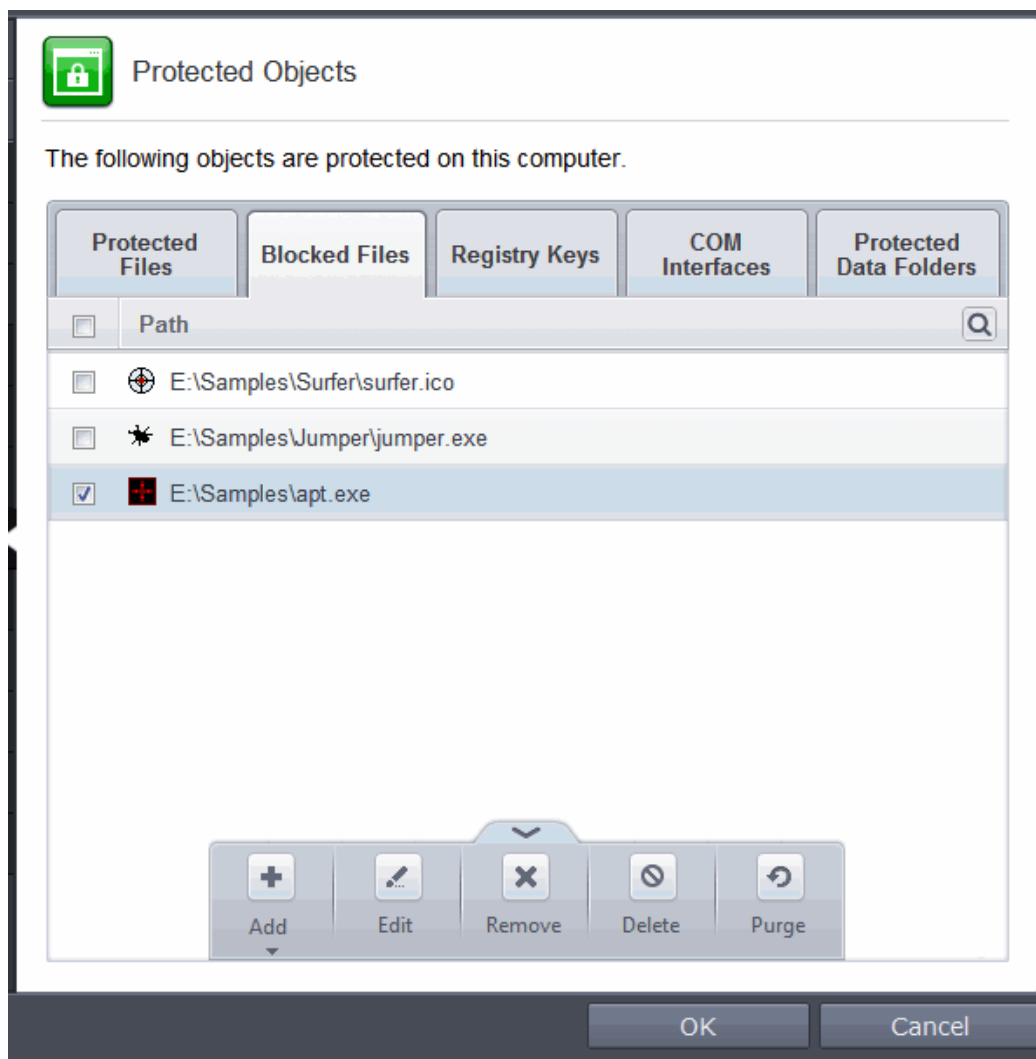 Protected Objects
The following objects are protected on this computer.
Protected
Files
Blocked Files
Registry Keys
COM
Interfaces
Protected
Data Folders
Path
E:\Samples\Surfer\surfer.ico
E:\Samples\Jumper\jumper.exe
E:\Samples\apt.exe
Add
Edit
Remove
Delete
Purge
OK
Cancel